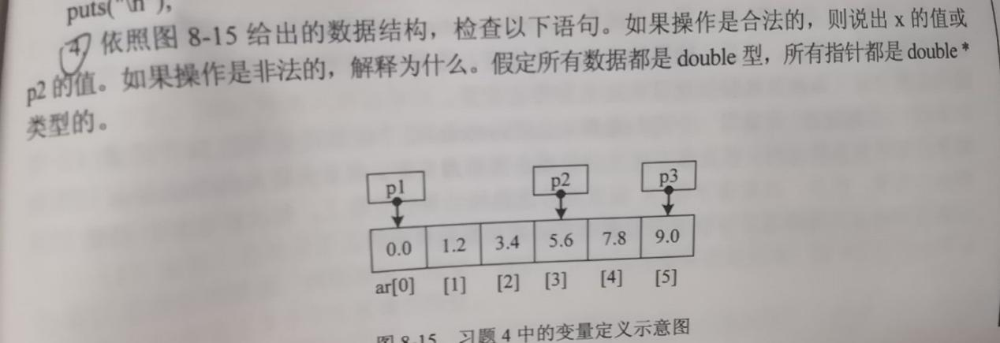 puts("\n");
4, 依照图 8-15 给出的数据结构，检查以下语句。如果操作是合法的，则说出 x 的值或
p2 的值。如果操作是非法的，解释为什么。假定所有数据都是 double 型，所有指针都是 double *
类型的。
p1 p2 p3
0.0 1.2 3.4 5.6 7.8 9.0
ar[0] [1] [2] [3] [4] [5]
图 8-15 习题 4 中的变量定义示意图